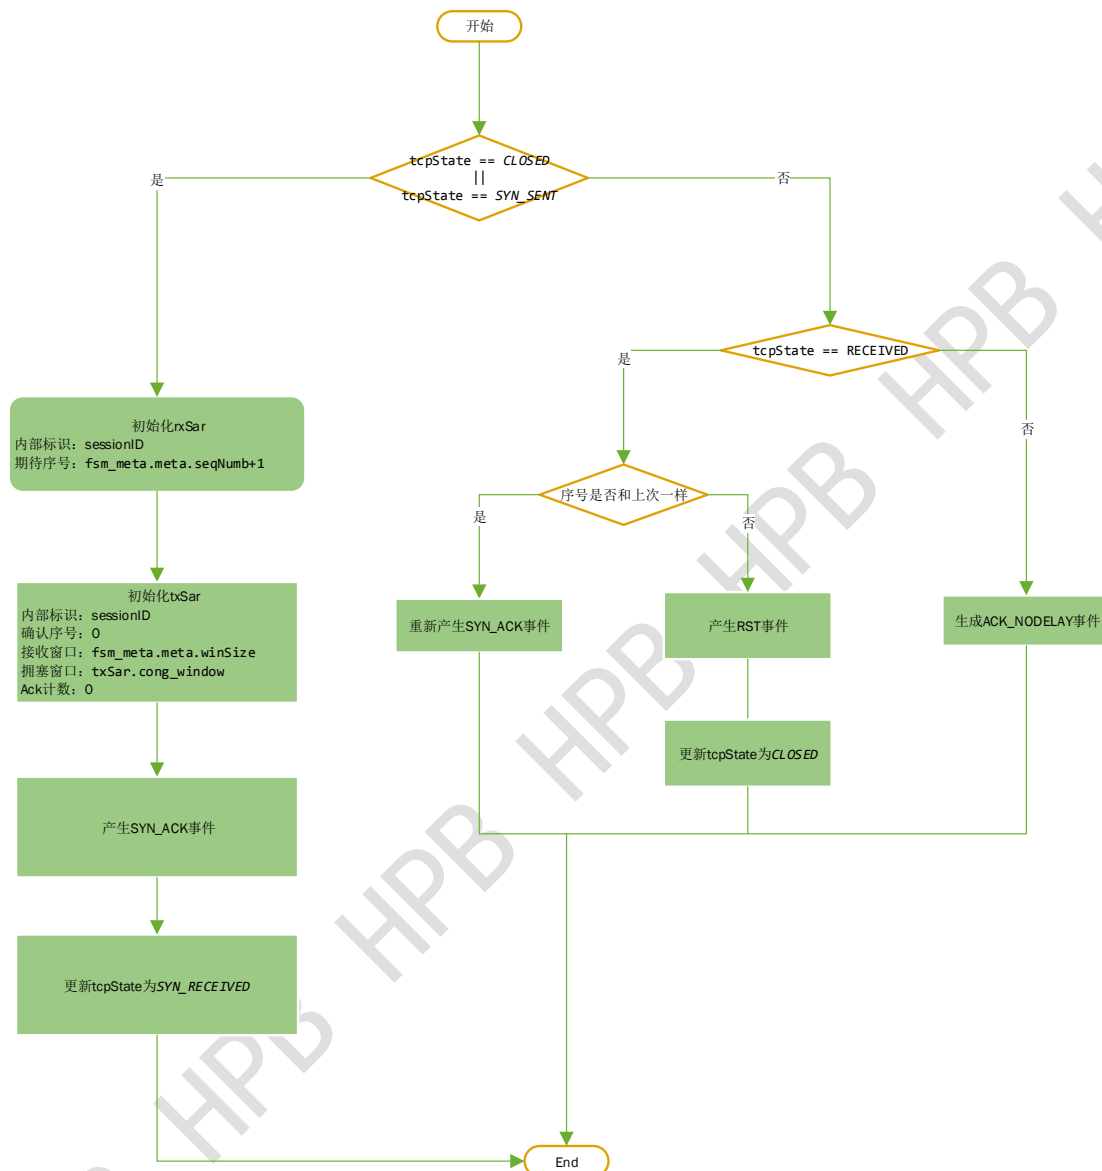 开始
tcpState == CLOSED
||
tcpState == SYN_SENT
是
否
tcpState == RECEIVED
是
否
初始化rxSar
内部标识：sessionID
期待序号：fsm_meta.meta.seqNumb+1
序号是否和上次一样
是
否
初始化txSar
内部标识：sessionID
确认序号：0
接收窗口：fsm_meta.meta.winSize
拥塞窗口：txSar.cong_window
Ack计数：0
重新产生SYN_ACK事件
产生RST事件
生成ACK_NODELAY事件
更新tcpState为CLOSED
产生SYN_ACK事件
更新tcpState为SYN_RECEIVED
End
HPB
HPB
HPB
HPB
HPB
HPB